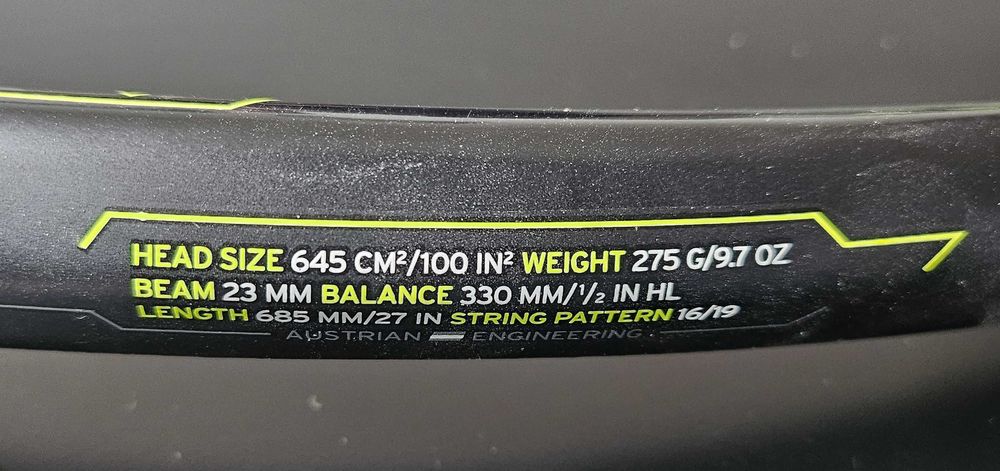 HEAD SIZE 645 CM²/100 IN² WEIGHT 275 G/9.7 OZ
BEAM 23 MM BALANCE 330 MM/½ IN HL
LENGTH 685 MM/27 IN STRING PATTERN 16/19
AUSTRIAN ENGINEERING